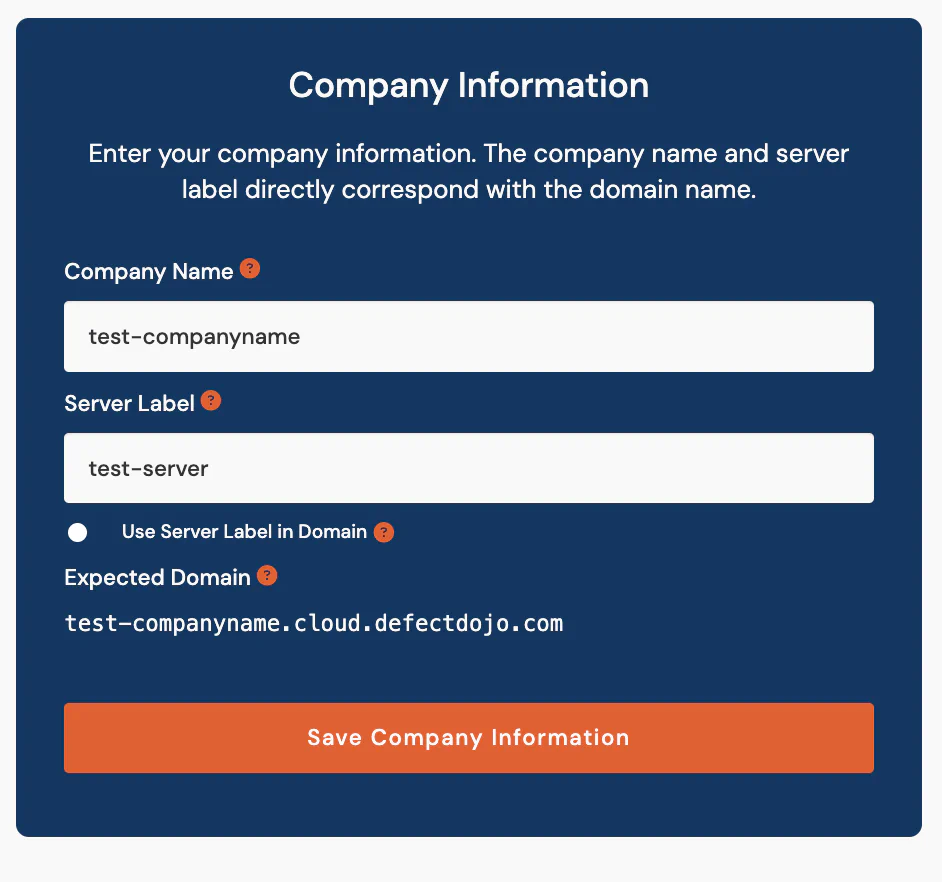 Company Information
Enter your company information. The company name and server
label directly correspond with the domain name.
Company Name ?
test-companyname
Server Label ?
test-server
Use Server Label in Domain ?
Expected Domain ?
test-companyname.cloud.defectdojo.com
Save Company Information